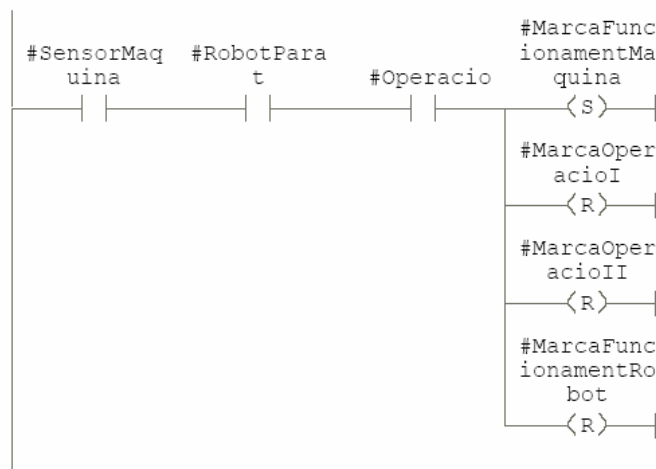 #SensorMaq
uina
#RobotPara
t
#Operacio
#MarcaFunc
ionamentMa
quina
S
#MarcaOper
acioI
R
#MarcaOper
acioII
R
#MarcaFunc
ionamentRo
bot
R